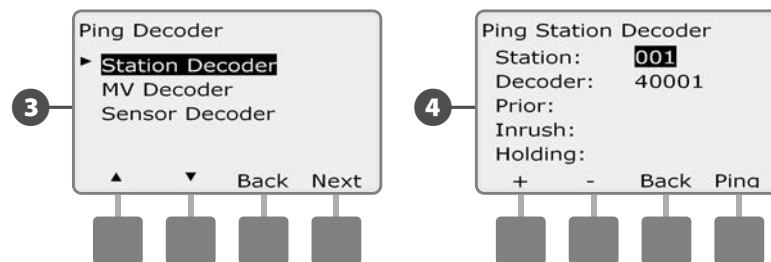 3
Ping Decoder
► Station Decoder
MV Decoder
Sensor Decoder
▲ ▼ Back Next
4
Ping Station Decoder
Station: 001
Decoder: 40001
Prior:
Inrush:
Holding:
+ - Back Ping